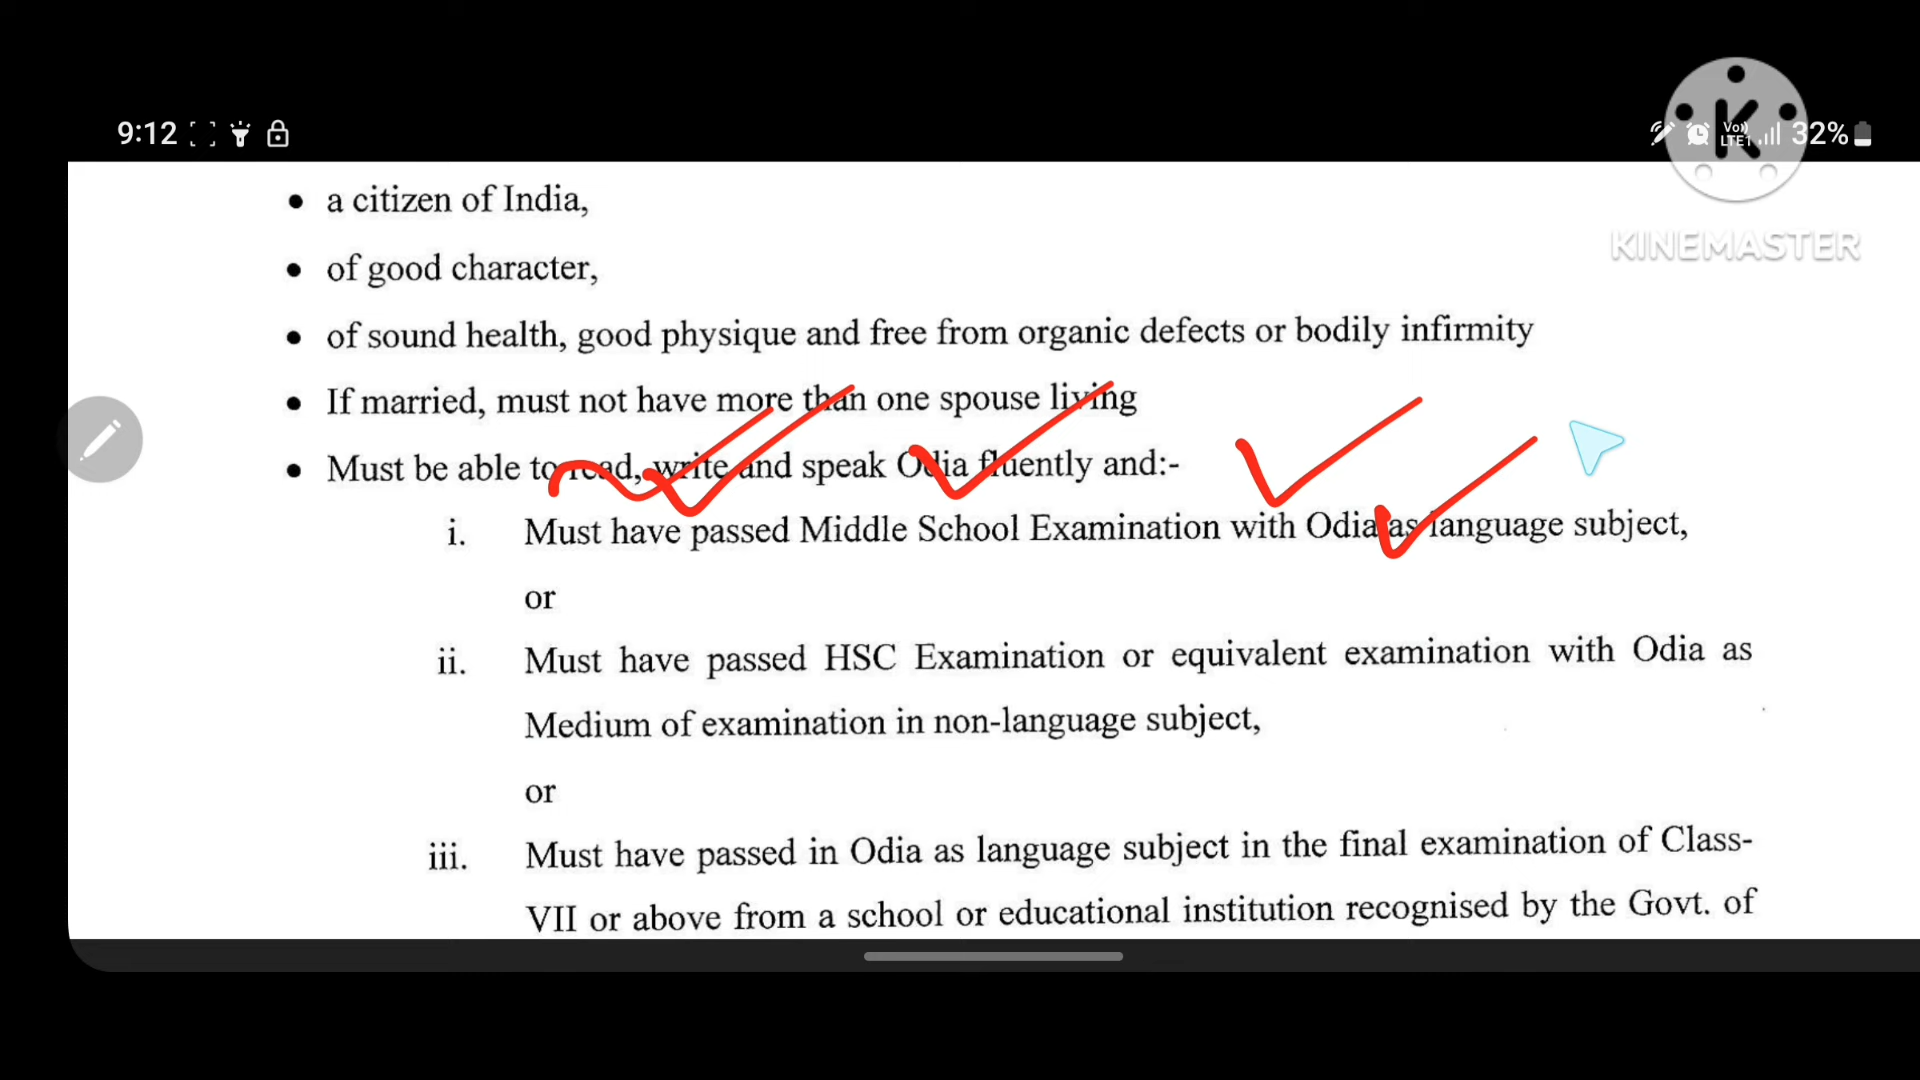 9:12
Vo))
LTE1
32%
K
KINEMASTER
• a citizen of India,
• of good character,
• of sound health, good physique and free from organic defects or bodily infirmity
• If married, must not have more than one spouse living
• Must be able to read, write and speak Odia fluently and:-
i. Must have passed Middle School Examination with Odia as language subject,
or
ii. Must have passed HSC Examination or equivalent examination with Odia as
Medium of examination in non-language subject,
or
iii. Must have passed in Odia as language subject in the final examination of Class-
VII or above from a school or educational institution recognised by the Govt. of